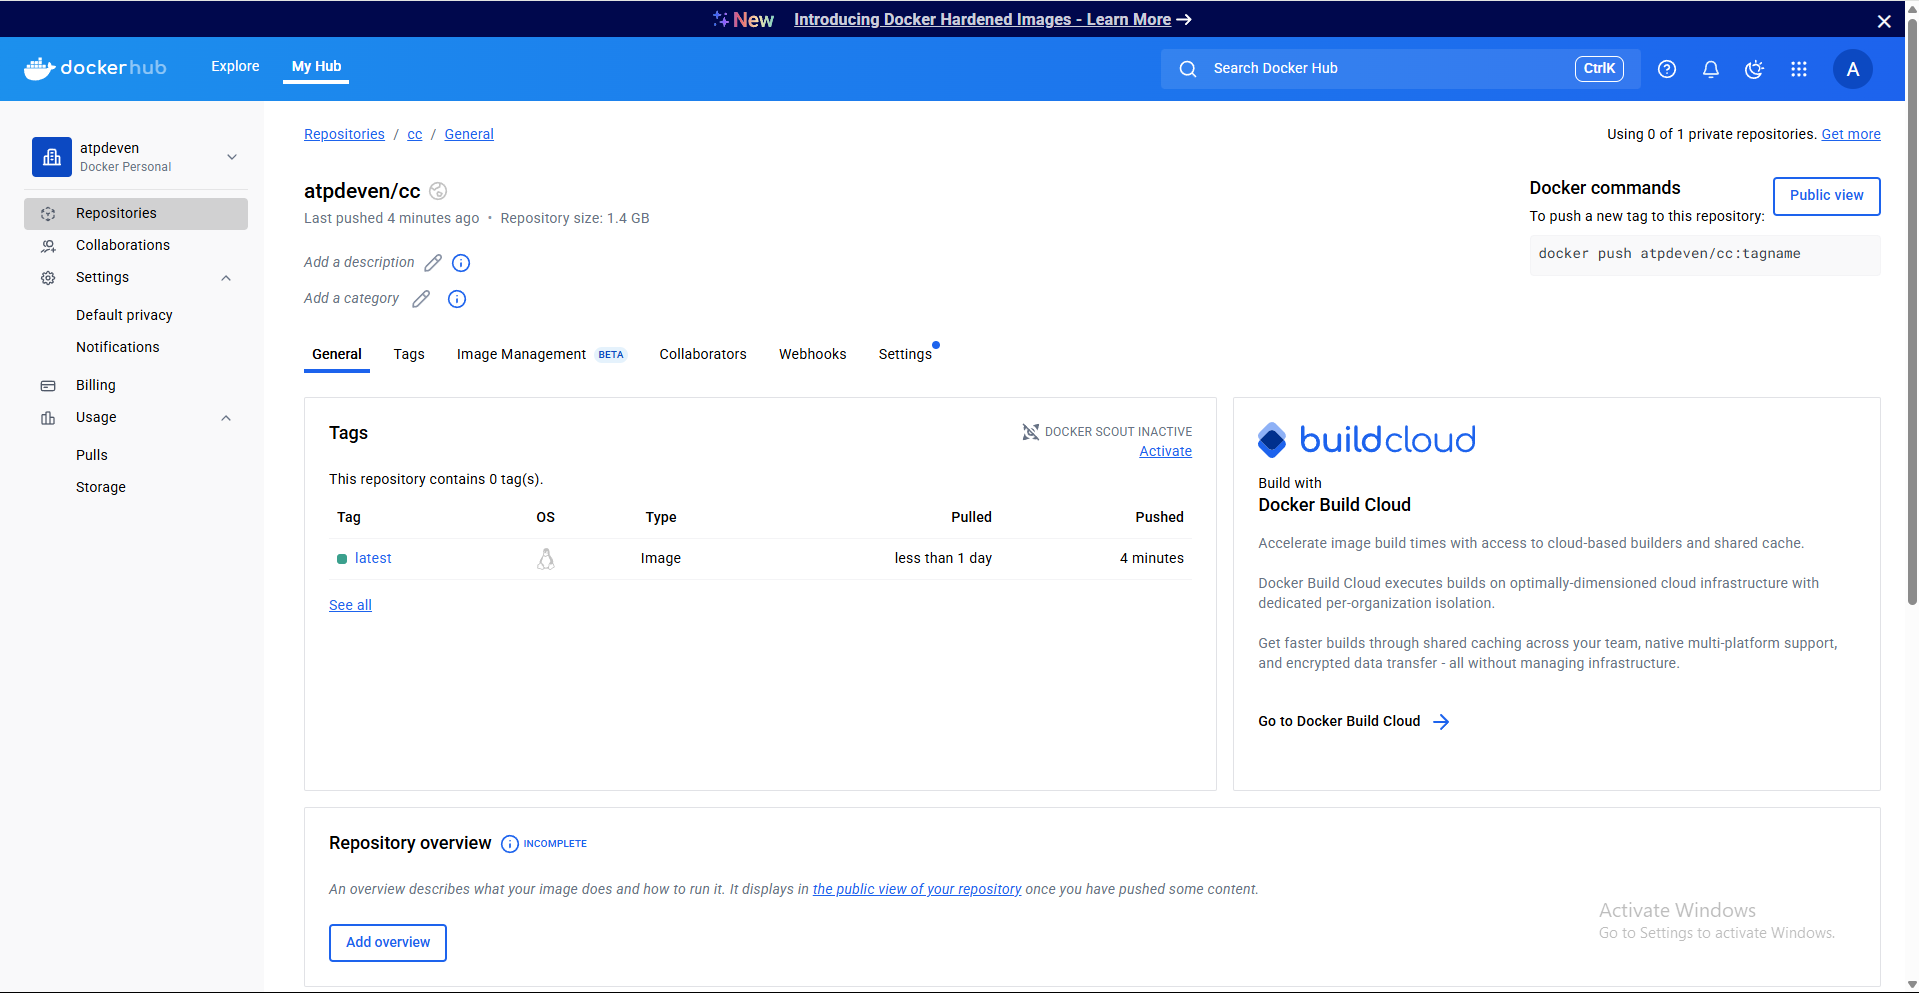 New Introducing Docker Hardened Images - Learn More
dockerhub Explore My Hub Search Docker Hub CtrlK A
atpdeven
Docker Personal
Repositories
Collaborations
Settings
Default privacy
Notifications
Billing
Usage
Pulls
Storage
Repositories / cc / General
Using 0 of 1 private repositories. Get more
atpdeven/cc
Last pushed 4 minutes ago • Repository size: 1.4 GB
Add a description
Add a category
Docker commands
Public view
To push a new tag to this repository:
docker push atpdeven/cc:tagname
General Tags Image Management BETA Collaborators Webhooks Settings
Tags
DOCKER SCOUT INACTIVE
Activate
This repository contains 0 tag(s).
Tag OS Type Pulled Pushed
latest Image less than 1 day 4 minutes
See all
buildcloud
Build with
Docker Build Cloud
Accelerate image build times with access to cloud-based builders and shared cache.
Docker Build Cloud executes builds on optimally-dimensioned cloud infrastructure with
dedicated per-organization isolation.
Get faster builds through shared caching across your team, native multi-platform support,
and encrypted data transfer - all without managing infrastructure.
Go to Docker Build Cloud
Repository overview INCOMPLETE
An overview describes what your image does and how to run it. It displays in the public view of your repository once you have pushed some content.
Add overview
Activate Windows
Go to Settings to activate Windows.